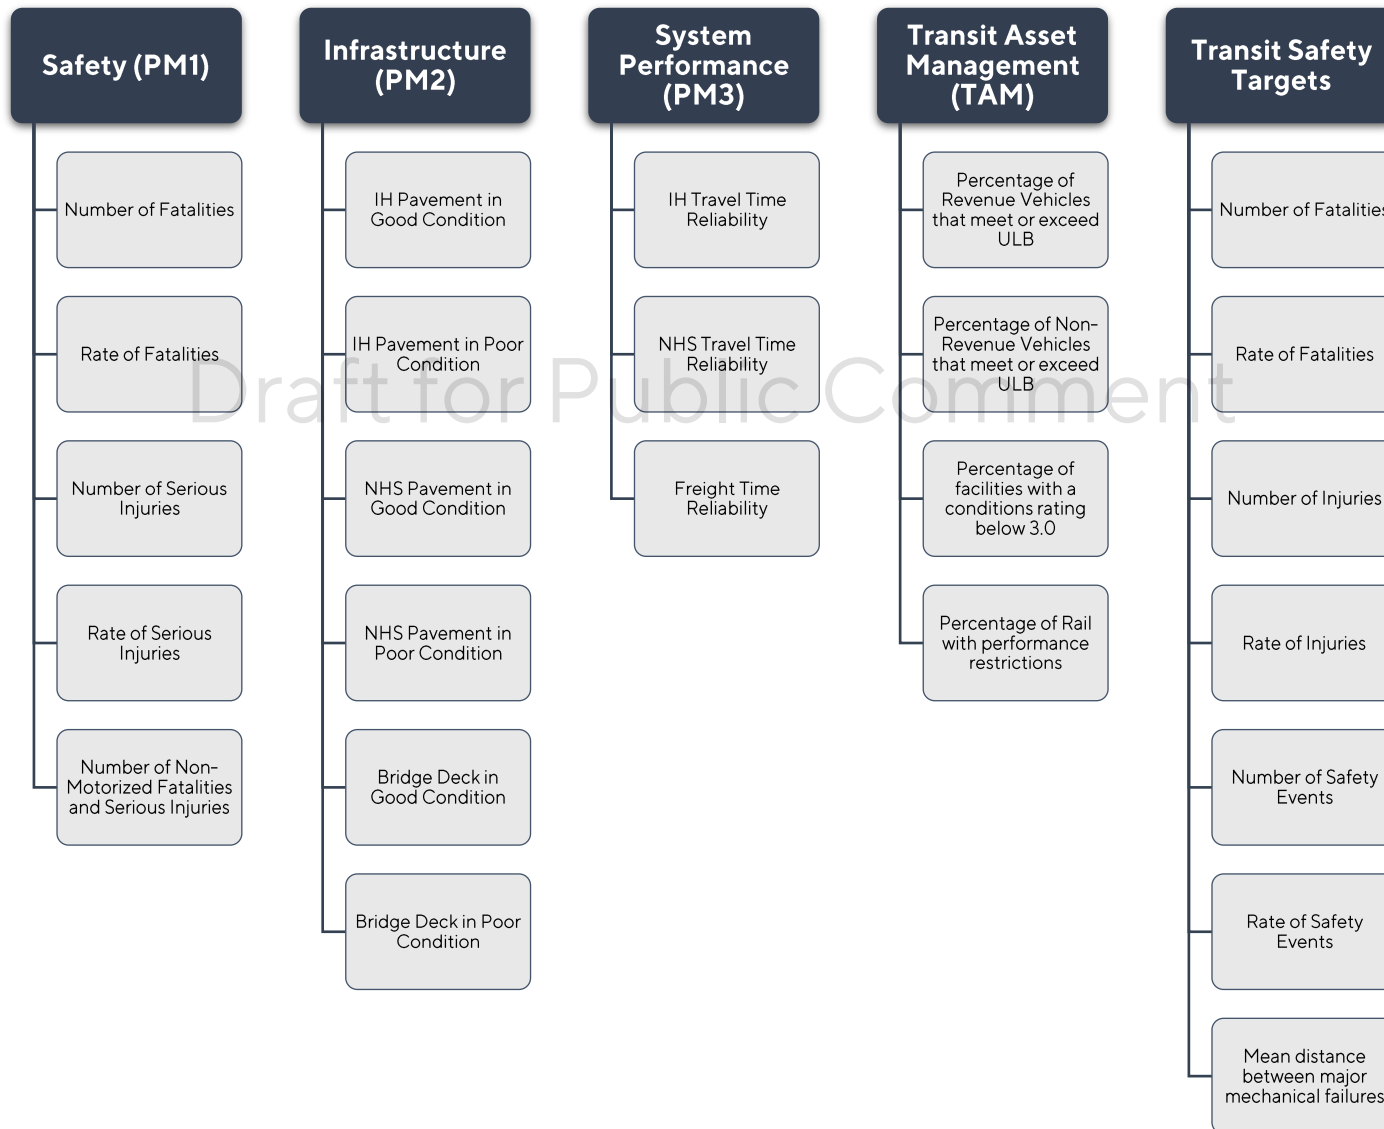 Safety (PM1)
Number of Fatalities
Rate of Fatalities
Number of Serious
Injuries
Rate of Serious
Injuries
Number of Non-
Motorized Fatalities
and Serious Injuries
Infrastructure
(PM2)
IH Pavement in
Good Condition
IH Pavement in Poor
Condition
NHS Pavement in
Good Condition
NHS Pavement in
Poor Condition
Bridge Deck in
Good Condition
Bridge Deck in Poor
Condition
System
Performance
(PM3)
IH Travel Time
Reliability
NHS Travel Time
Reliability
Freight Time
Reliability
Transit Asset
Management
(TAM)
Percentage of
Revenue Vehicles
that meet or exceed
ULB
Percentage of Non-
Revenue Vehicles
that meet or exceed
ULB
Percentage of
facilities with a
conditions rating
below 3.0
Percentage of Rail
with performance
restrictions
Transit Safety
Targets
Number of Fatalities
Rate of Fatalities
Number of Injuries
Rate of Injuries
Number of Safety
Events
Rate of Safety
Events
Mean distance
between major
mechanical failures
Draft for Public Comment